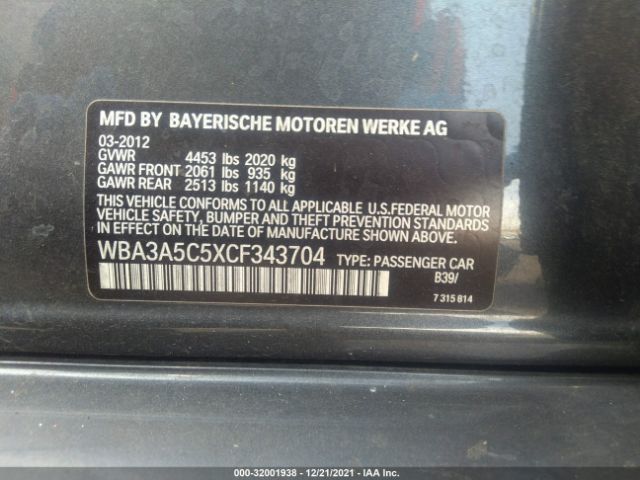 MFD BY BAYERISCHE MOTOREN WERKE AG
03-2012
GVWR 4453 lbs 2020 kg
GAWR FRONT 2061 lbs 935 kg
GAWR REAR 2513 lbs 1140 kg
THIS VEHICLE CONFORMS TO ALL APPLICABLE U.S.FEDERAL MOTOR
VEHICLE SAFETY, BUMPER AND THEFT PREVENTION STANDARDS
IN EFFECT ON THE DATE OF MANUFACTURE SHOWN ABOVE.
WBA3A5C5XCF343704 TYPE: PASSENGER CAR
B39/
7 315 814
000-32001938 - 12/21/2021 - IAA Inc.